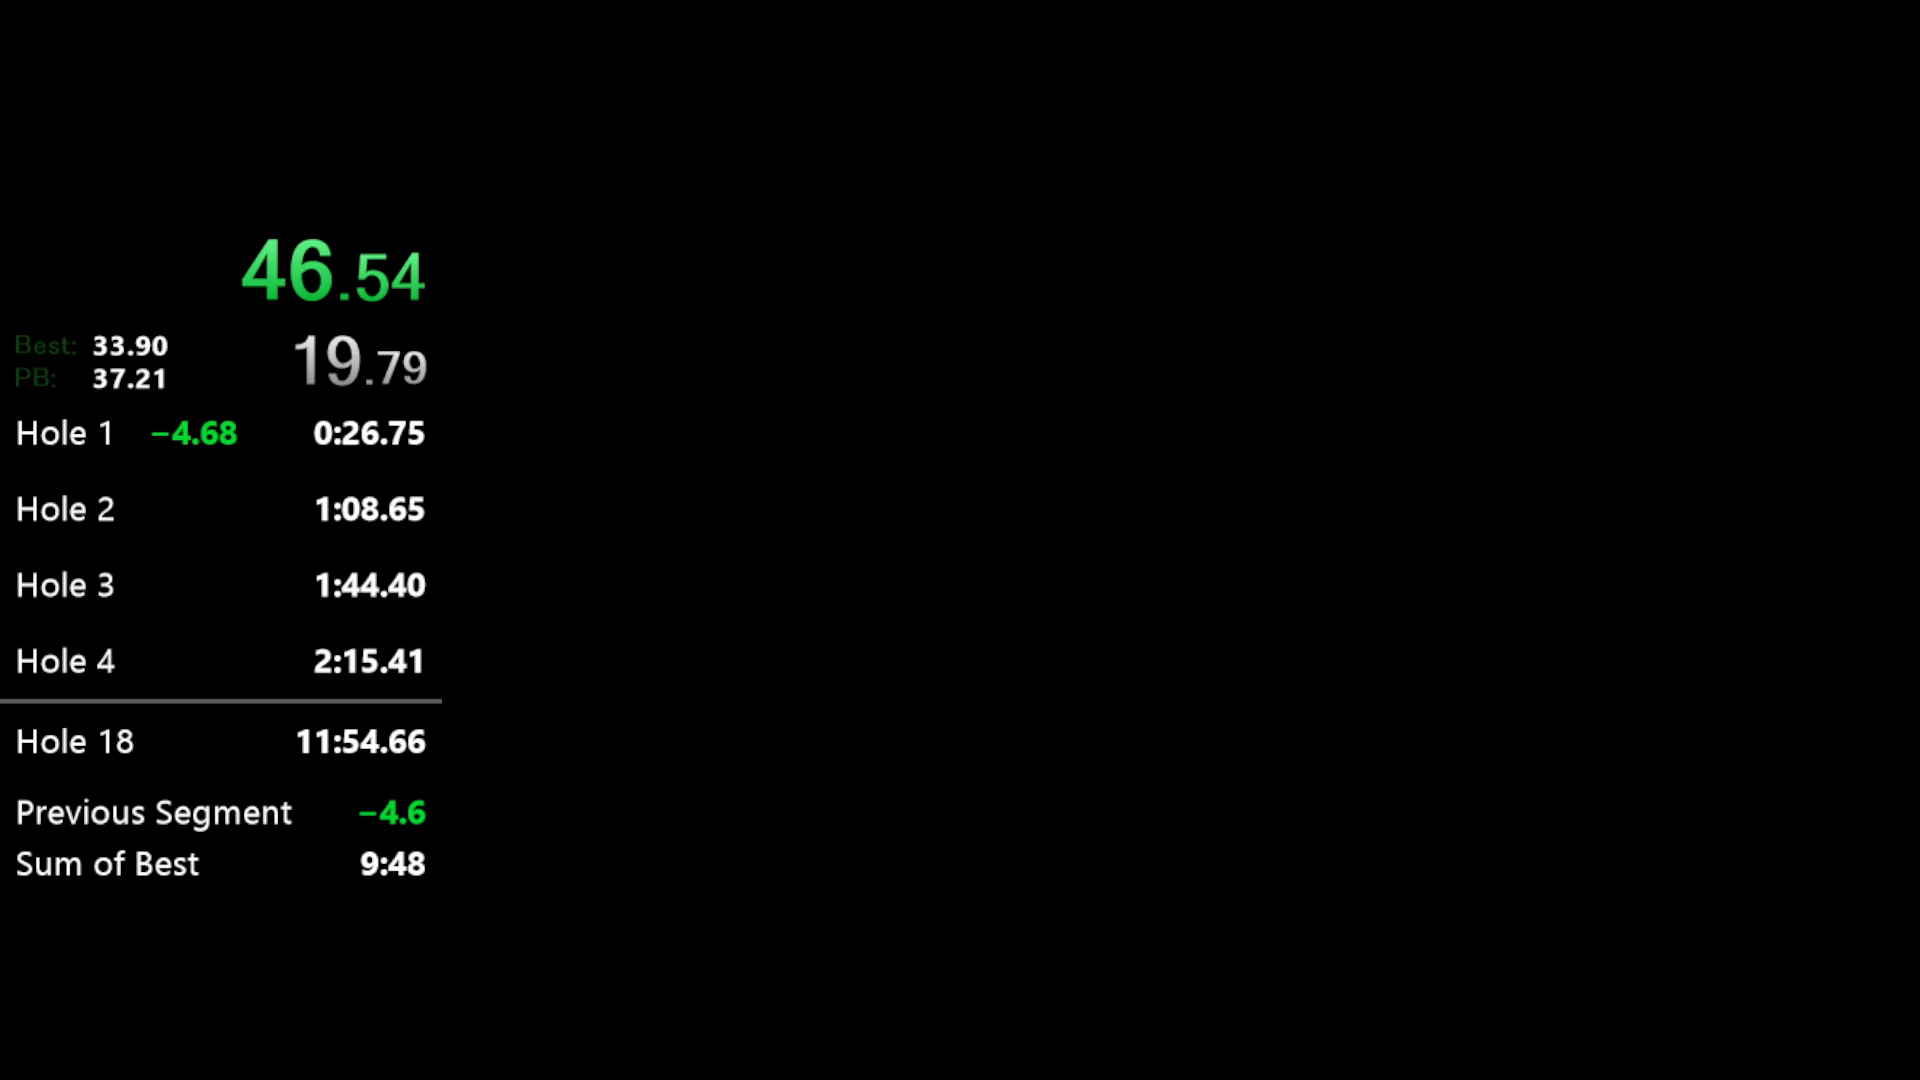 46.54
Best: 33.90 19.79
PB: 37.21
Hole 1 −4.68 0:26.75
Hole 2 1:08.65
Hole 3 1:44.40
Hole 4 2:15.41
Hole 18 11:54.66
Previous Segment −4.6
Sum of Best 9:48